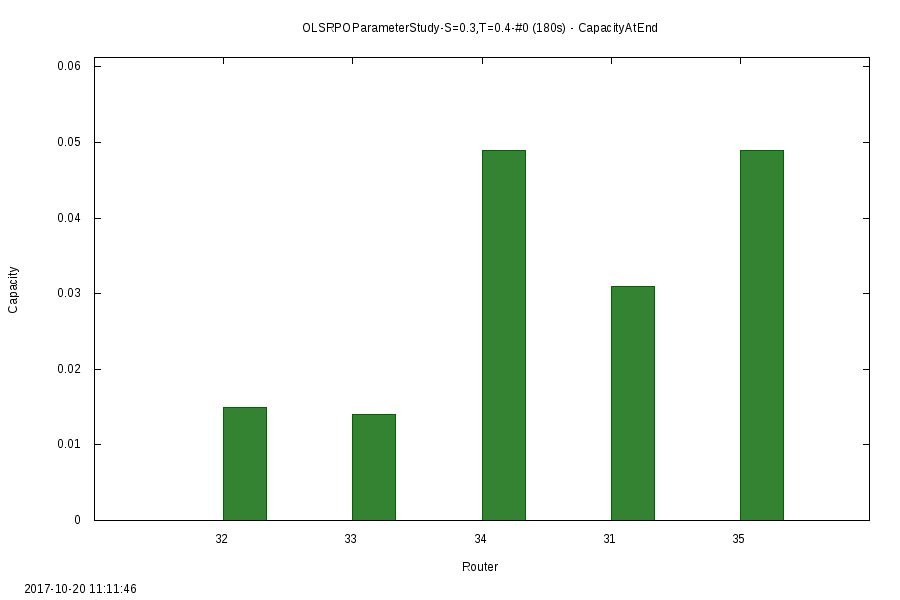 OLSRPOParameterStudy-S=0.3,T=0.4-#0 (180s) - CapacityAtEnd
0.06
0.05
0.04
0.03
0.02
0.01
0
Capacity
32 33 34 31 35
Router
2017-10-20 11:11:46